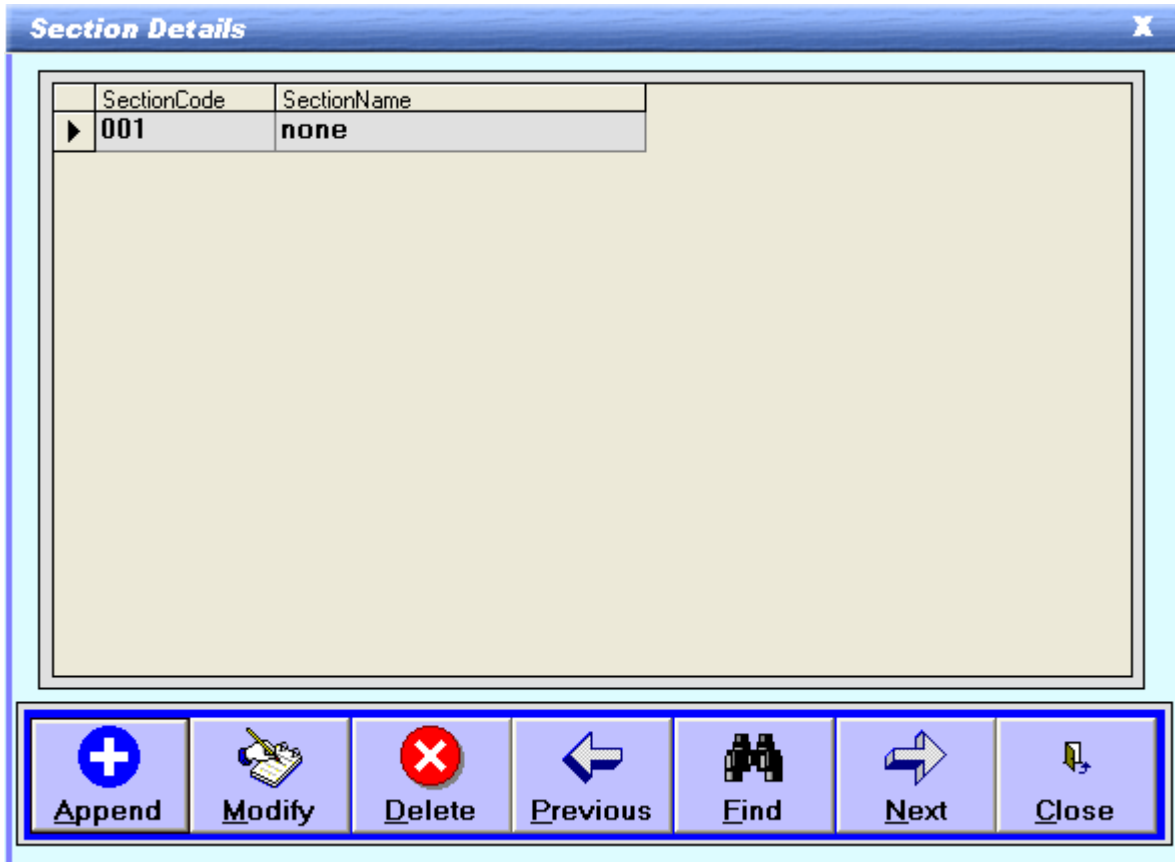 Section Details X
SectionCode SectionName
001 none
Append Modify Delete Previous Find Next Close